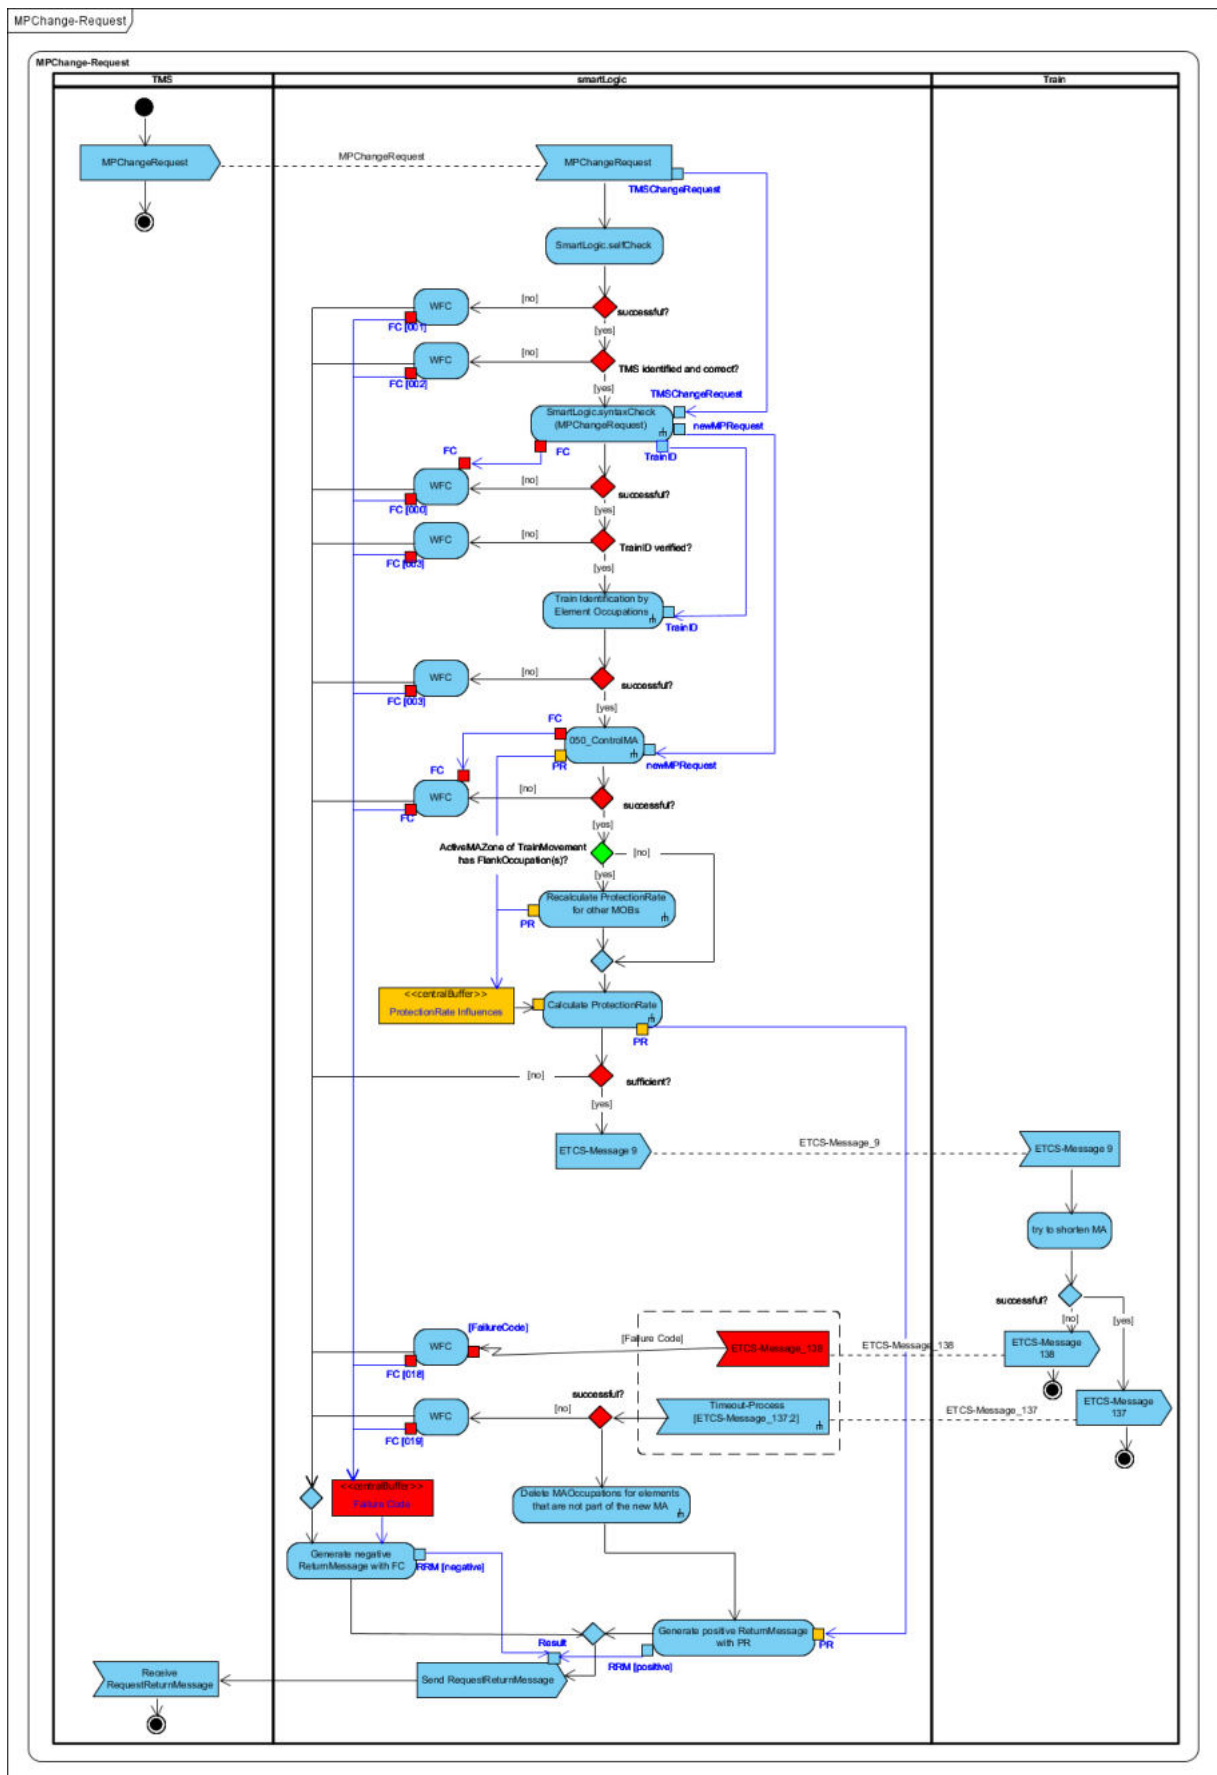 MPChange-Request
MPChange-Request
TMS
smartLogic
Train
MPChangeRequest
MPChangeRequest
MPChangeRequest
TMSChangeRequest
SmartLogic.selfCheck
WFC
[no]
successful?
FC [001]
[yes]
WFC
[no]
TMS identified and correct?
FC [002]
[yes]
TMSChangeRequest
SmartLogic.syntaxCheck
(MPChangeRequest)
newMPRequest
FC
FC
TrainID
WFC
[no]
successful?
FC [000]
[yes]
WFC
[no]
TrainID verified?
FC [003]
[yes]
Train Identification by
Element Occupations
TrainID
WFC
[no]
successful?
FC [003]
[yes]
FC
050_ControlMA
PR
newMPRequest
FC
WFC
[no]
successful?
FC
[yes]
ActiveMAZone of TrainMovement
has FlankOccupation(s)?
[no]
[yes]
Recalculate ProtectionRate
for other MOBs
PR
<<centralBuffer>>
ProtectionRate Influences
Calculate ProtectionRate
PR
[no]
sufficient?
[yes]
ETCS-Message 9
ETCS-Message_9
ETCS-Message 9
try to shorten MA
successful?
[no]
[yes]
[FailureCode]
WFC
[Failure Code]
ETCS-Message_138
ETCS-Message_138
ETCS-Message
138
FC [018]
successful?
WFC
[no]
Timeout-Process
[ETCS-Message_137,2]
ETCS-Message_137
ETCS-Message
137
FC [019]
<<centralBuffer>>
Failure Code
Delete MAOccupations for elements
that are not part of the new MA
Generate negative
ReturnMessage with FC
RRM [negative]
Generate positive ReturnMessage
with PR
PR
Result
RRM [positive]
Receive
RequestReturnMessage
Send RequestReturnMessage